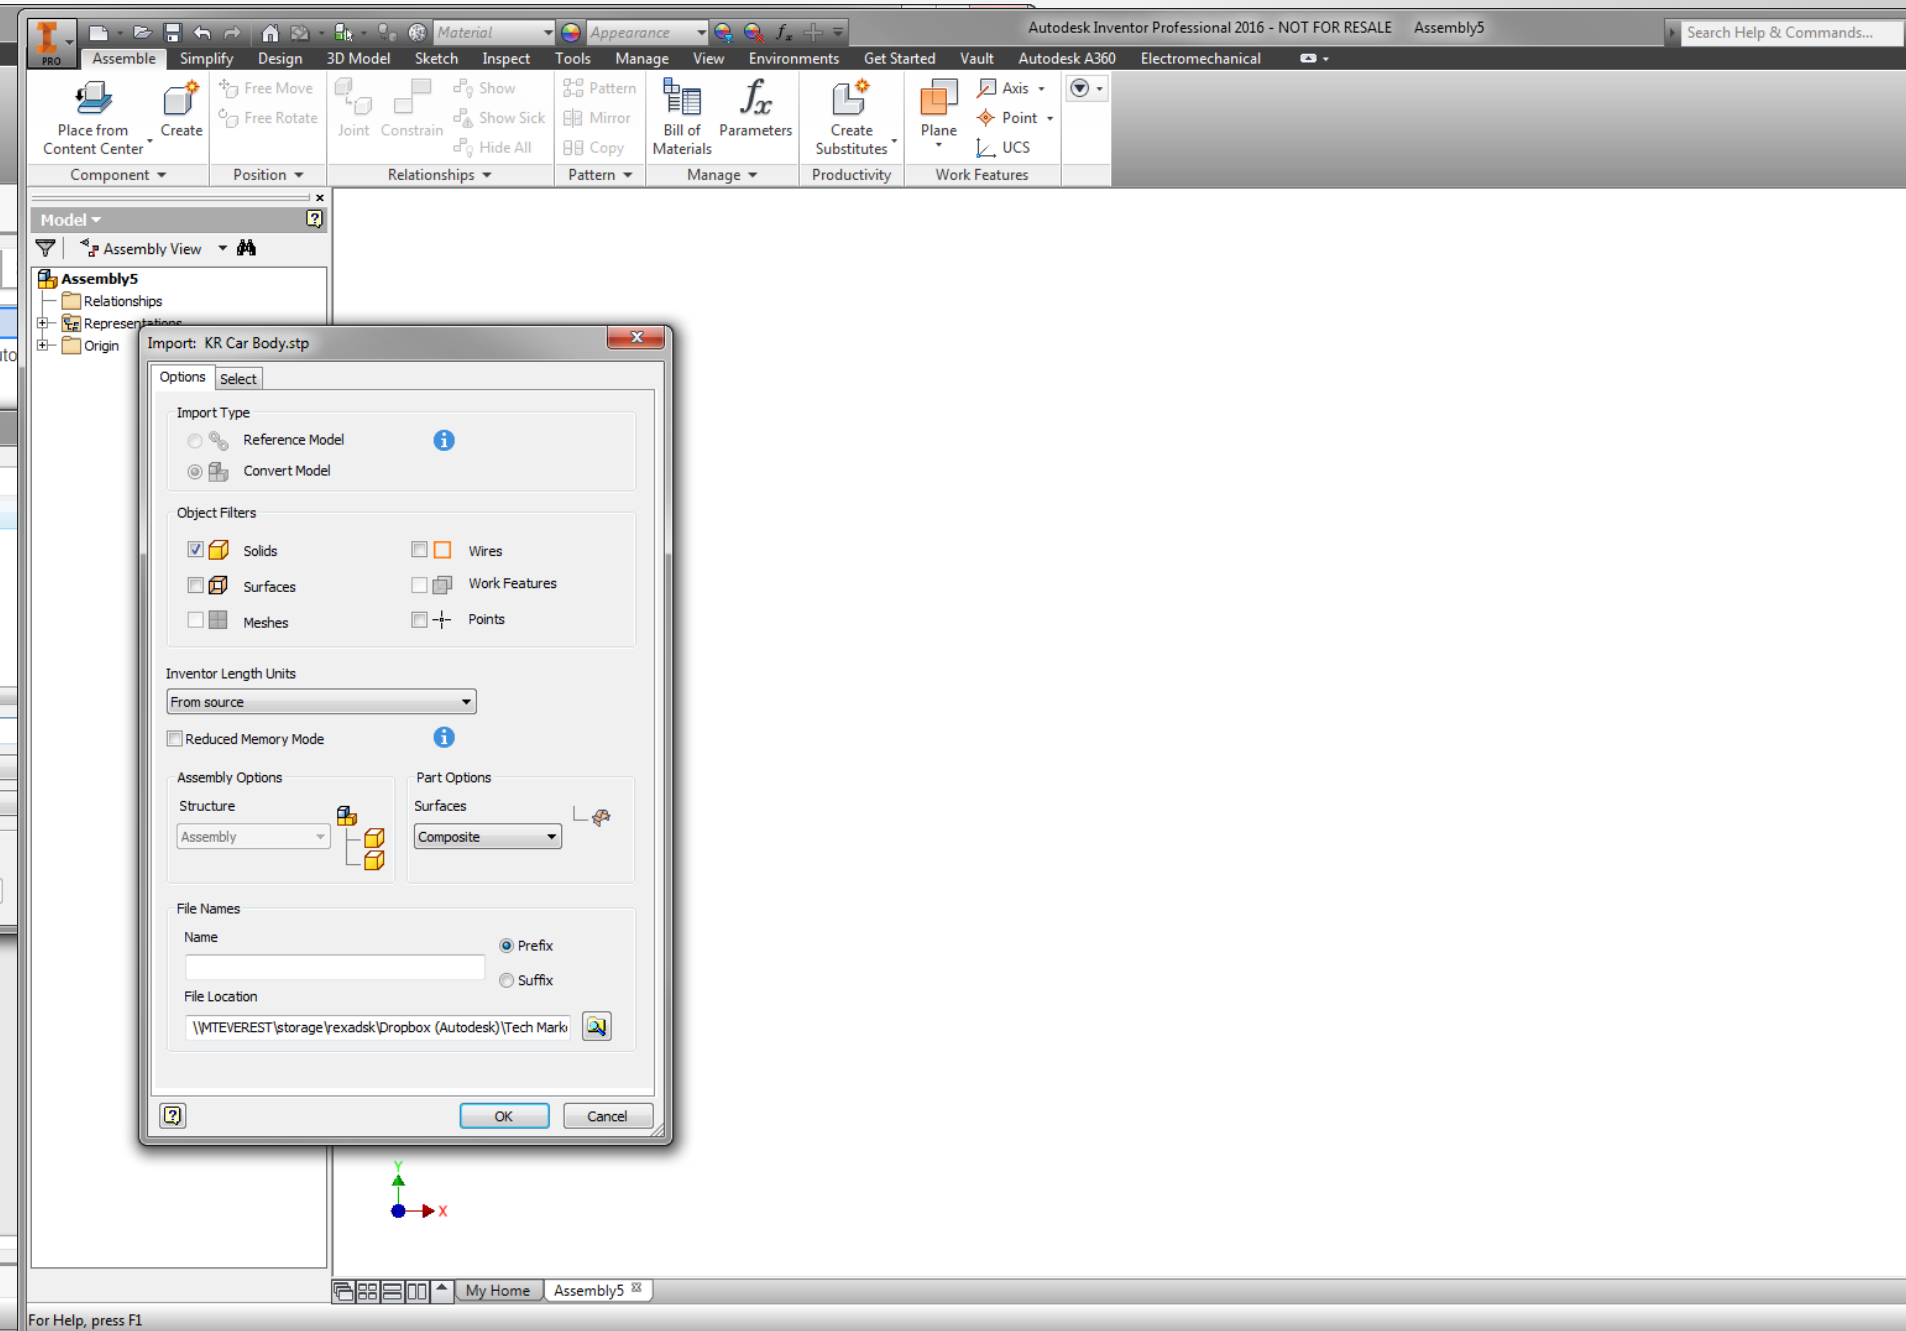 Material
Appearance
Autodesk Inventor Professional 2016 - NOT FOR RESALE Assembly5
Search Help & Commands...
PRO
Assemble Simplify Design 3D Model Sketch Inspect Tools Manage View Environments Get Started Vault Autodesk A360 Electromechanical
Place from
Content Center
Create
Free Move
Free Rotate
Joint
Constrain
Show
Show Sick
Hide All
Pattern
Mirror
Copy
Bill of
Materials
fx
Parameters
Create
Substitutes
Plane
Axis
Point
UCS
Component Position Relationships Pattern Manage Productivity Work Features
Model
Assembly View
Assembly5
Relationships
Representations
Origin
Import: KR Car Body.stp
Options Select
Import Type
Reference Model
Convert Model
Object Filters
Solids Wires
Surfaces Work Features
Meshes Points
Inventor Length Units
From source
Reduced Memory Mode
Assembly Options Part Options
Structure Surfaces
Assembly Composite
File Names
Name
Prefix
Suffix
File Location
\\MTEVEREST\storage\rexadsk\Dropbox (Autodesk)\Tech Mark
OK Cancel
Y
X
My Home Assembly5
For Help, press F1